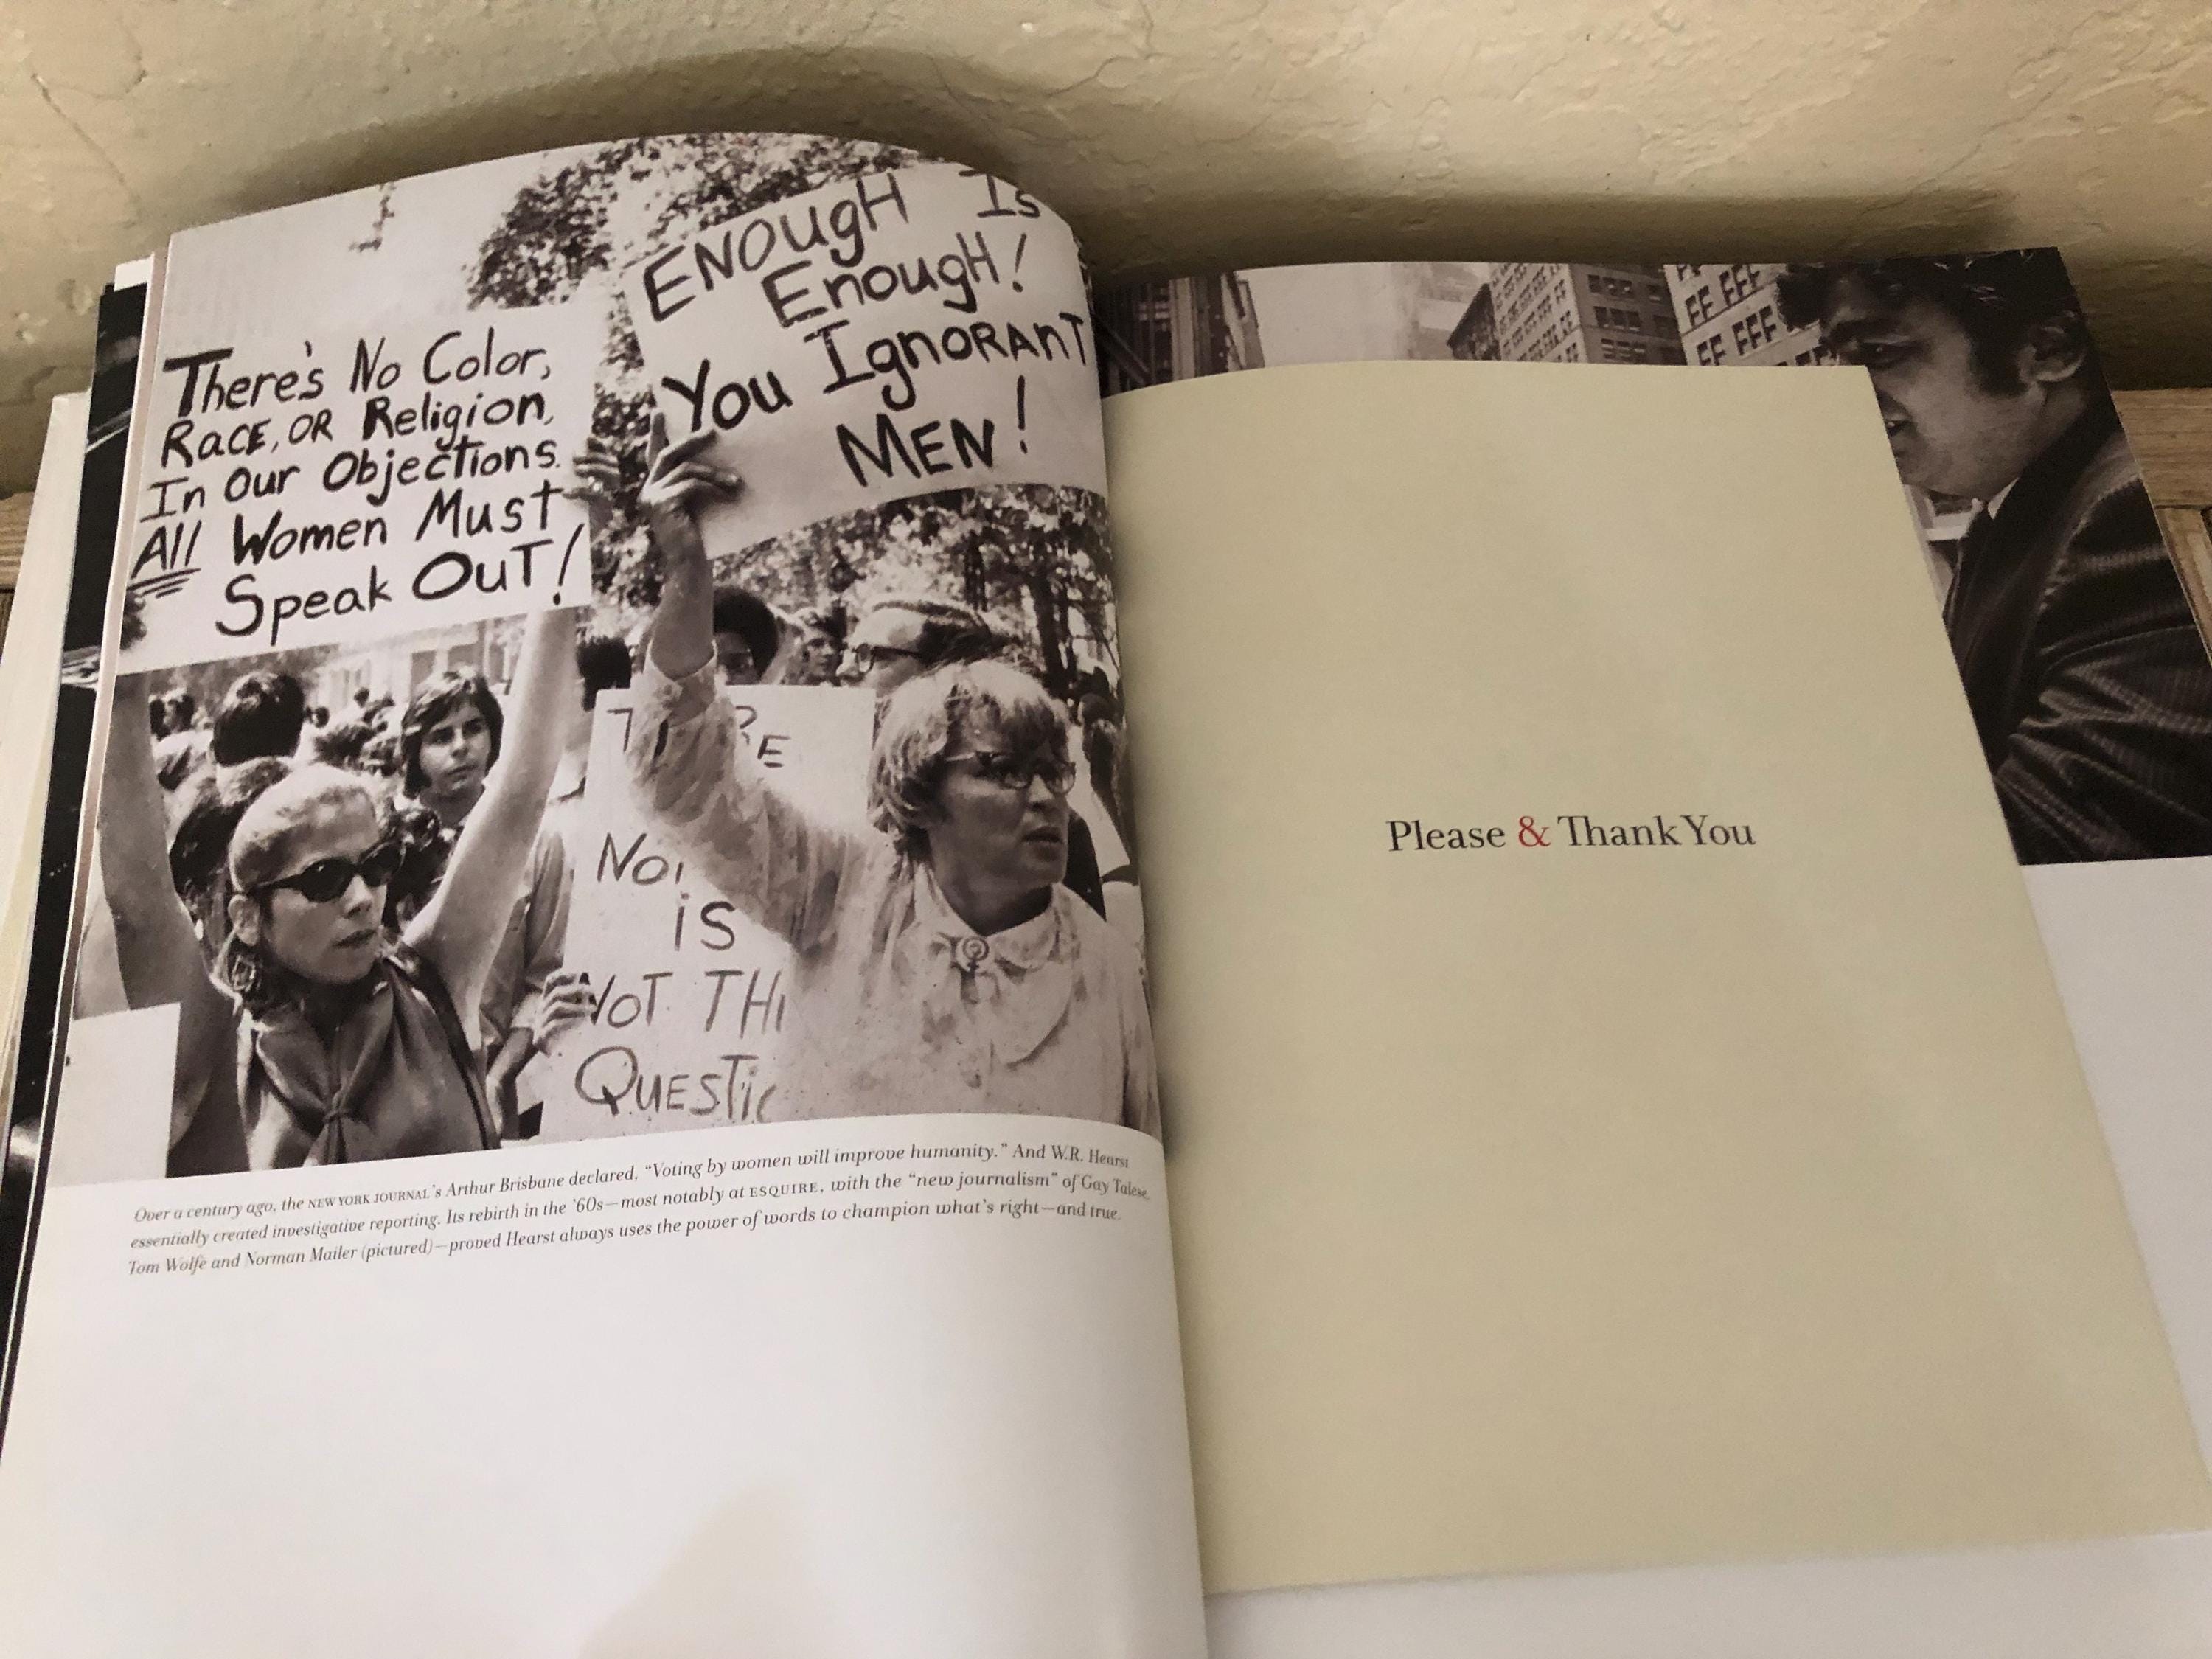 There's No Color,
Race, or Religion,
In Our Objections.
All Women Must
Speak Out!
Enough Is
Enough!
You Ignorant
Men!
is
Not
Over a century ago, the NEW YORK JOURNAL's Arthur Brisbane declared, “Voting by women will improve humanity.” And W.R. Hearst
essentially created investigative reporting. Its rebirth in the '60s—most notably at ESQUIRE, with the “new journalism” of Gay Talese,
Tom Wolfe and Norman Mailer (pictured)—proved Hearst always uses the power of words to champion what's right—and true.
Please & Thank You